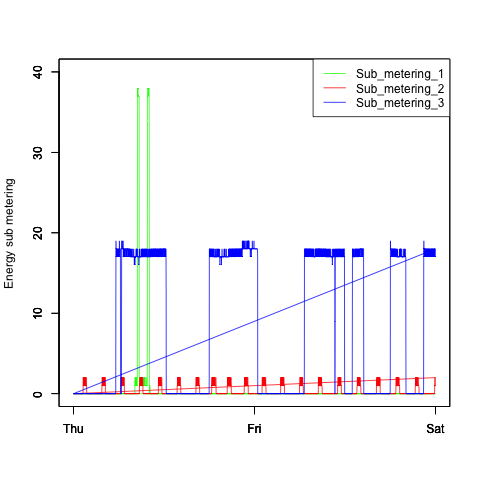 Sub_metering_1
Sub_metering_2
Sub_metering_3
Energy sub metering
40
30
20
10
0
Thu Fri Sat